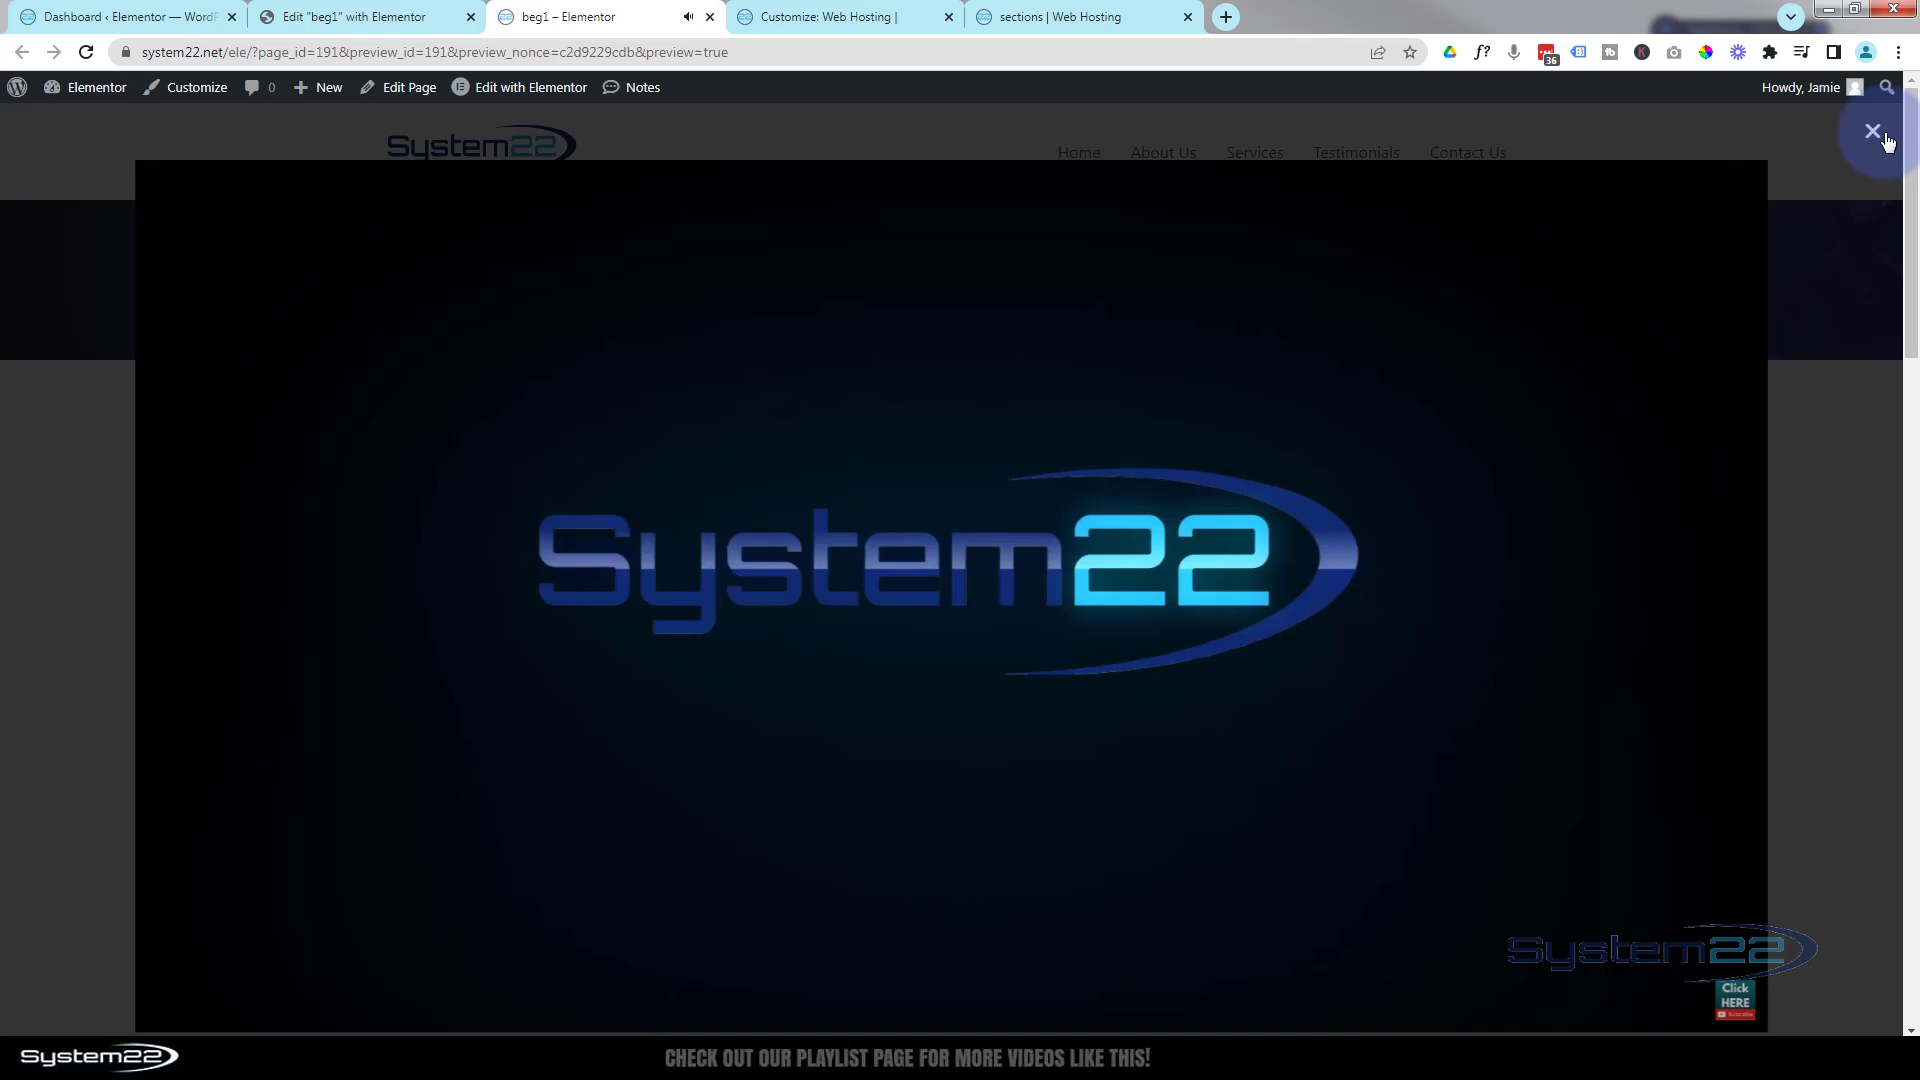 Dashboard ‹ Elementor — WordP
Edit "beg1" with Elementor
beg1 – Elementor
Customize: Web Hosting |
sections | Web Hosting
system22.net/ele/?page_id=191&preview_id=191&preview_nonce=c2d9229cdb&preview=true
f?
36
tb
K
Elementor
Customize
0
New
Edit Page
Edit with Elementor
Notes
Howdy, Jamie
System22
Home
About Us
Services
Testimonials
Contact Us
System22
System22
Click
HERE
Subscribe
System22
CHECK OUT OUR PLAYLIST PAGE FOR MORE VIDEOS LIKE THIS!